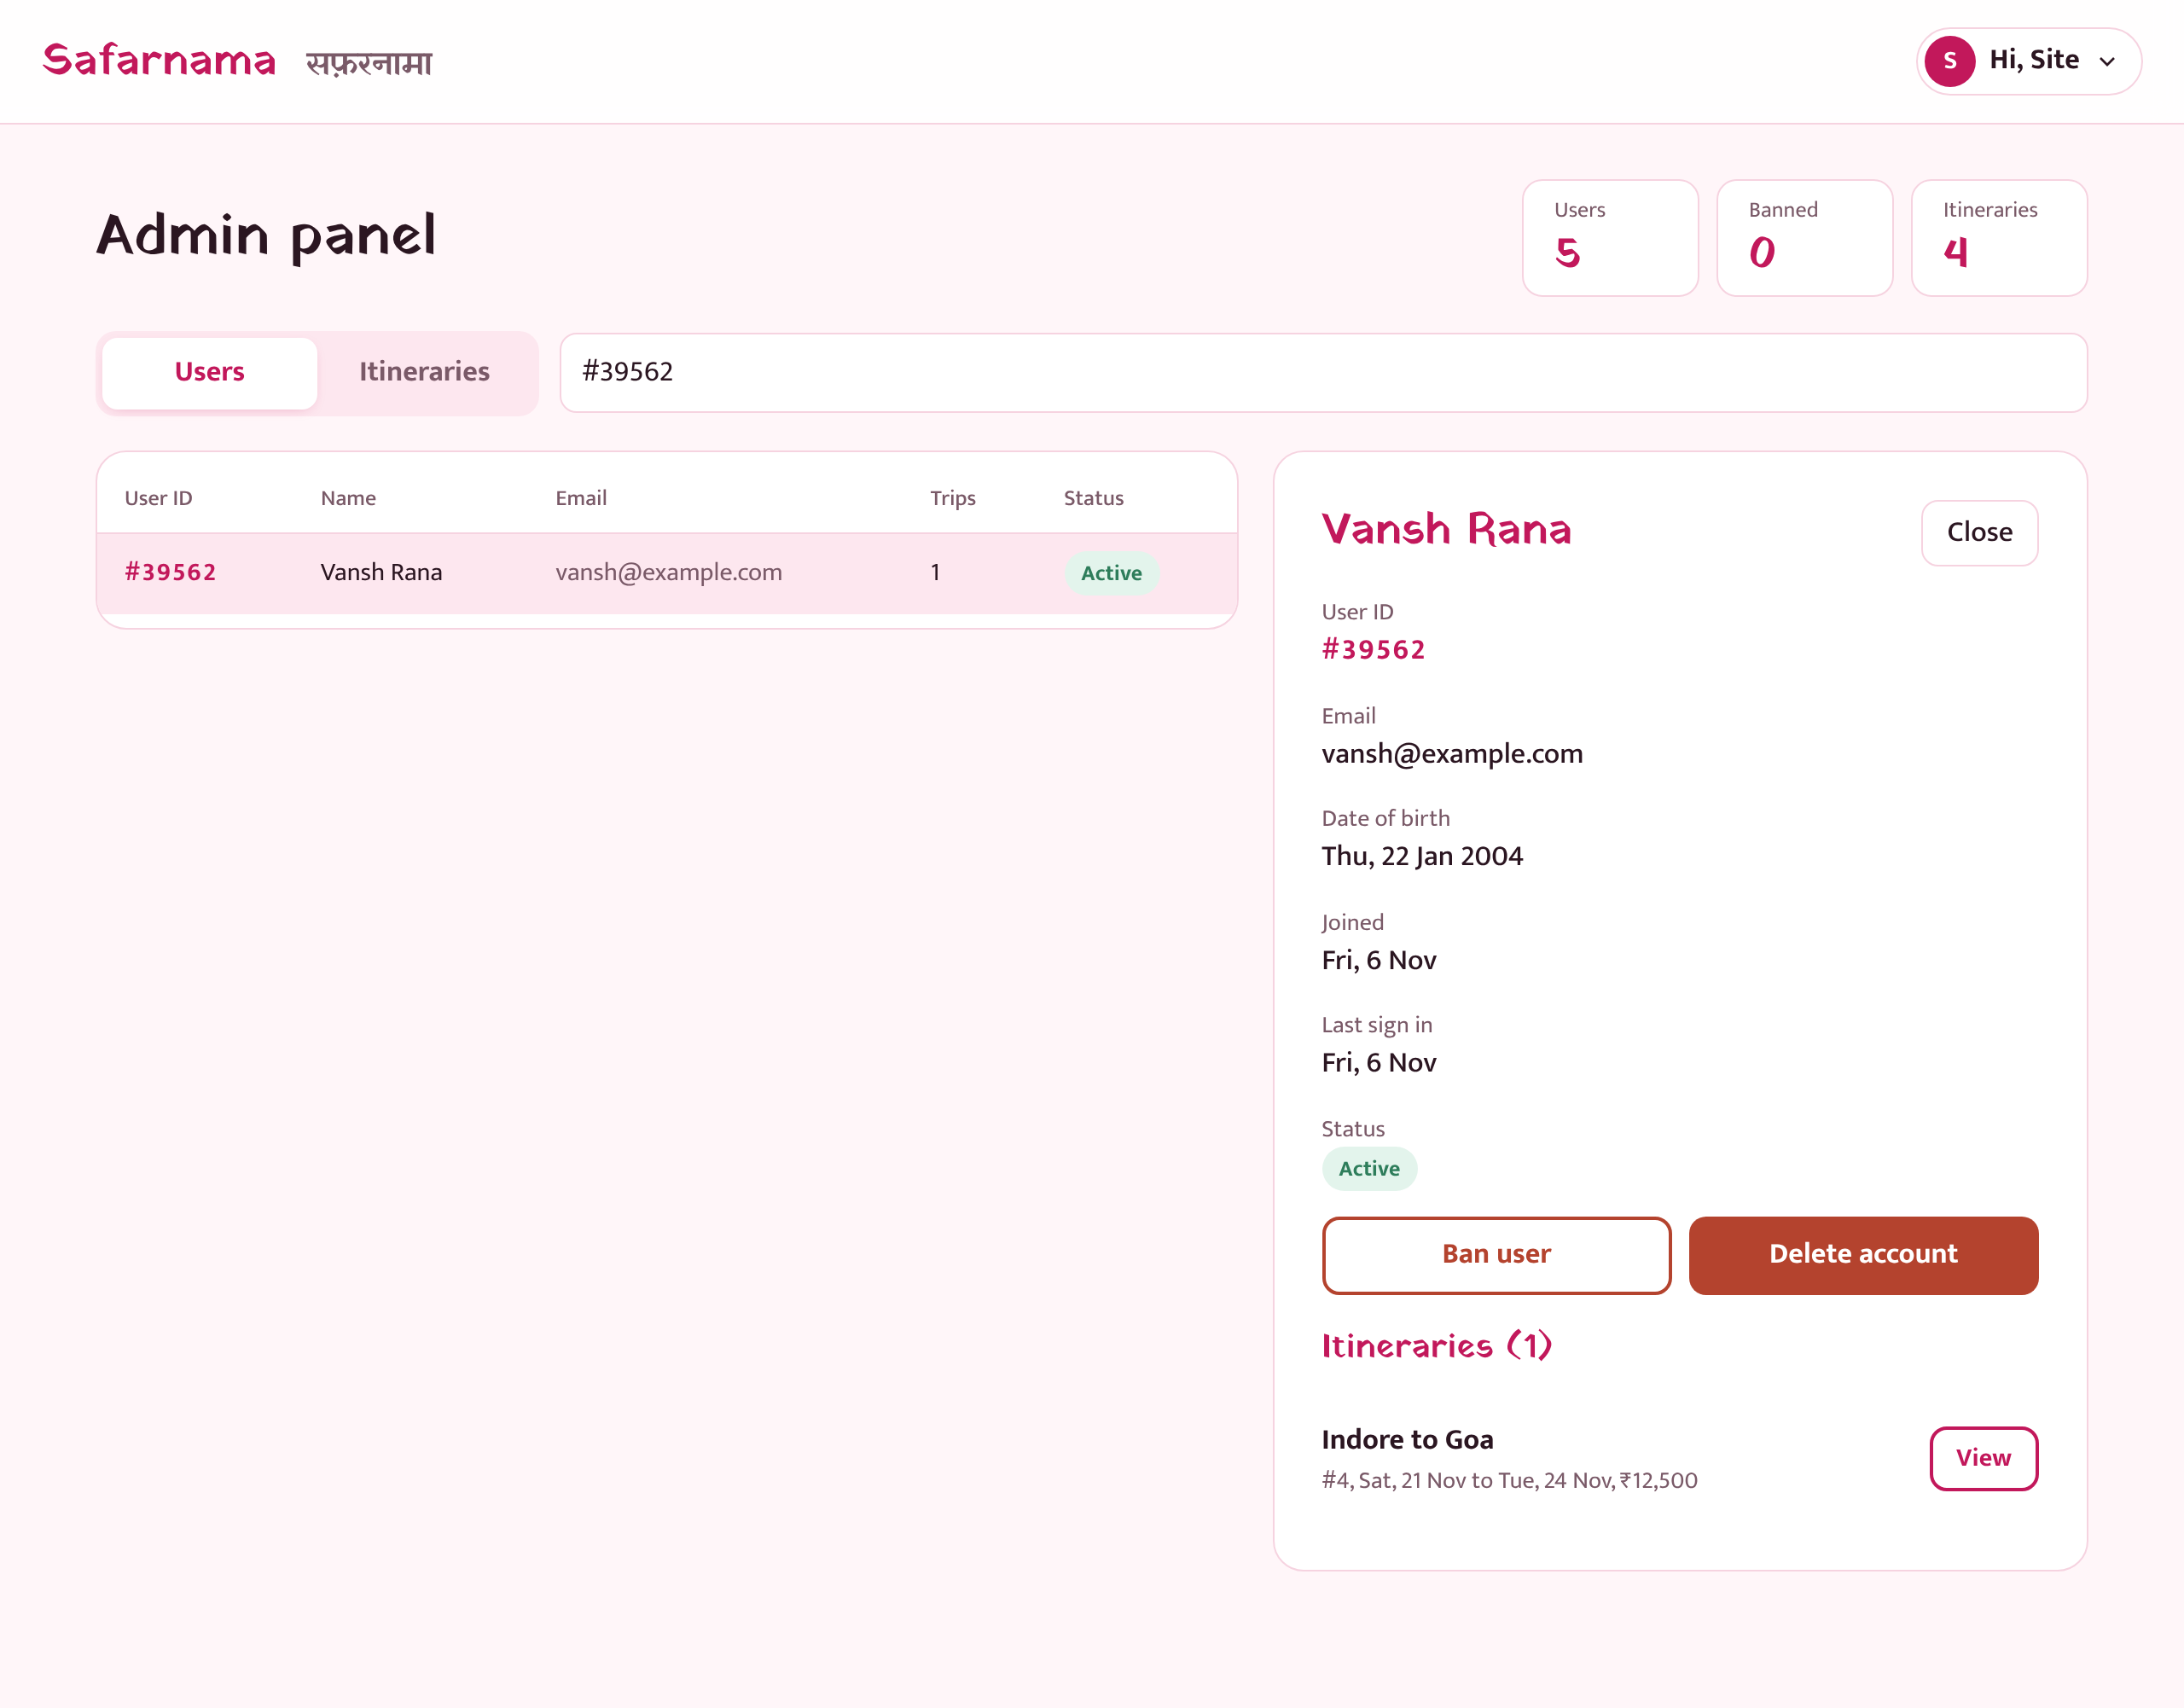 Safarnama सफ़रनामा
S Hi, Site
Admin panel
Users
5
Banned
0
Itineraries
4
Users
Itineraries
#39562
User ID Name Email Trips Status
#39562 Vansh Rana vansh@example.com 1 Active
Vansh Rana
Close
User ID
#39562
Email
vansh@example.com
Date of birth
Thu, 22 Jan 2004
Joined
Fri, 6 Nov
Last sign in
Fri, 6 Nov
Status
Active
Ban user
Delete account
Itineraries (1)
Indore to Goa
#4, Sat, 21 Nov to Tue, 24 Nov, ₹12,500
View